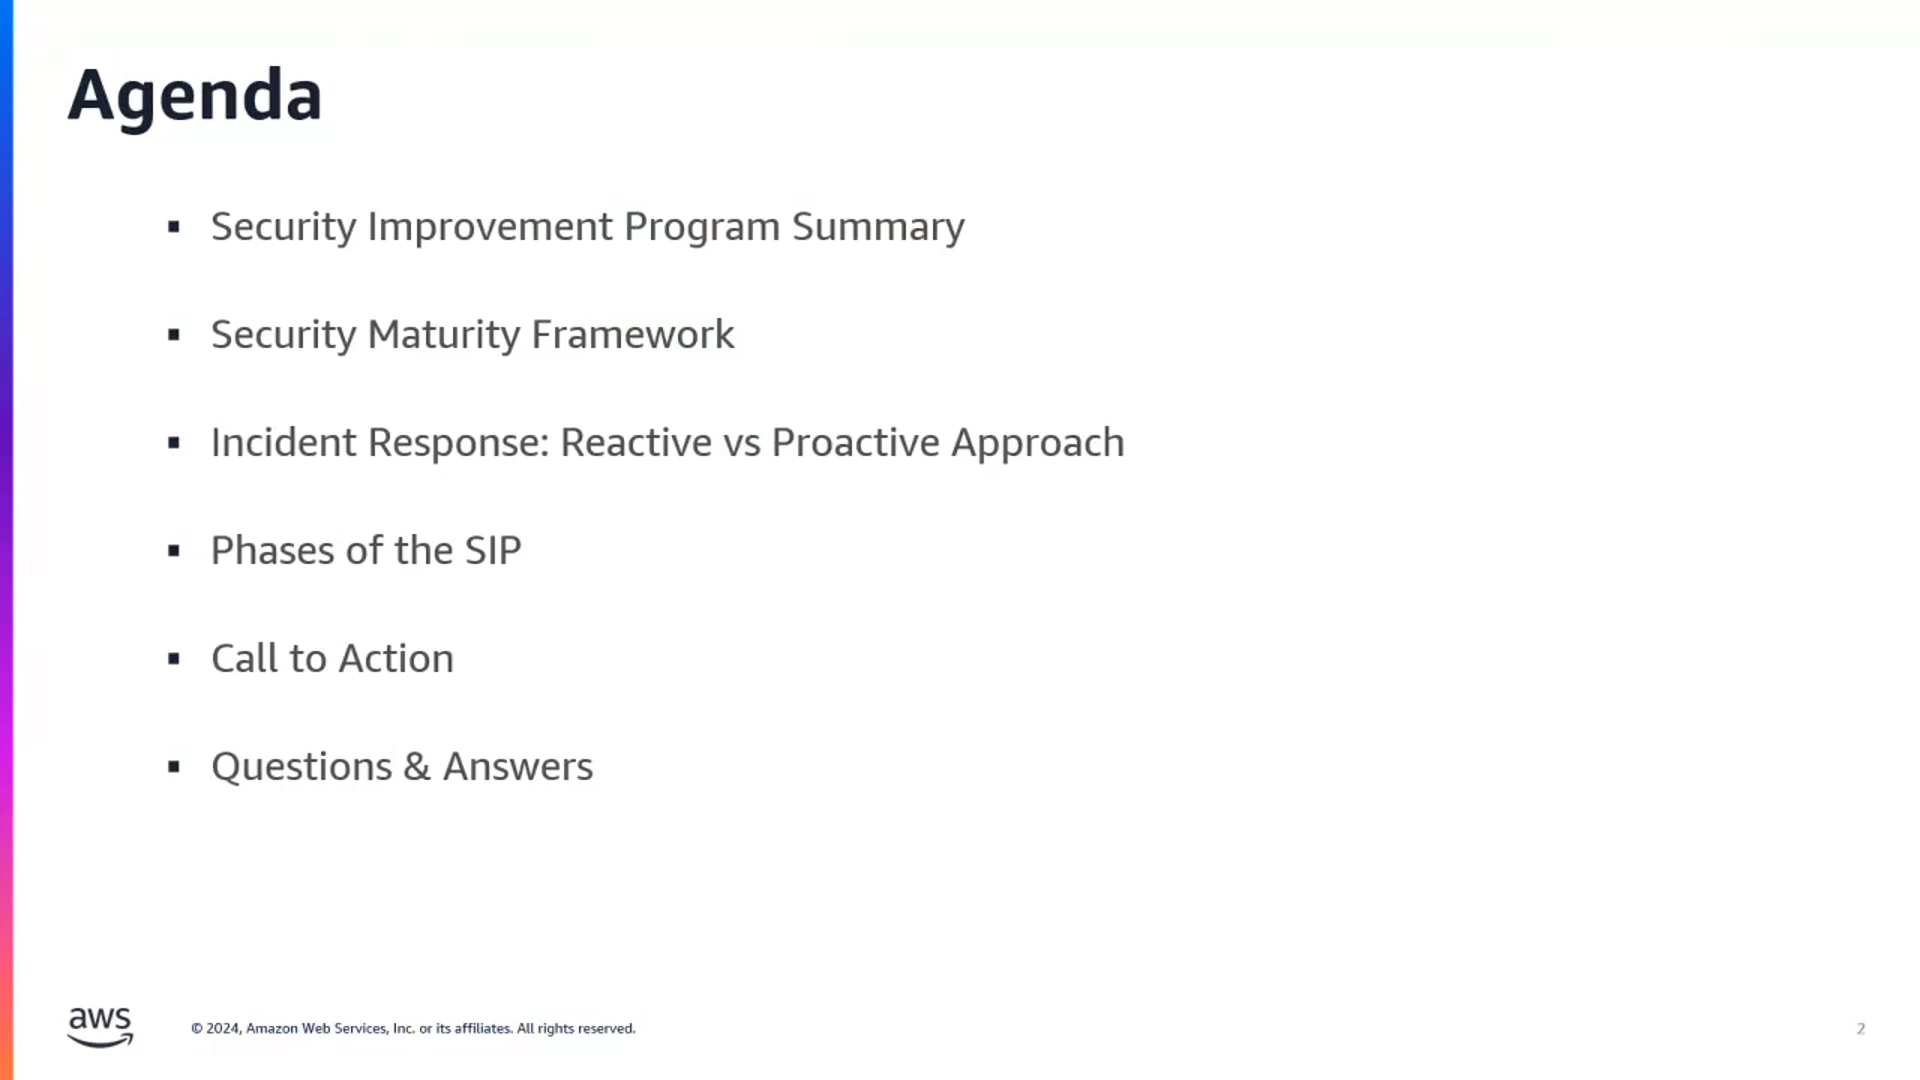 Agenda
▪ Security Improvement Program Summary
▪ Security Maturity Framework
▪ Incident Response: Reactive vs Proactive Approach
▪ Phases of the SIP
▪ Call to Action
▪ Questions & Answers
aws
© 2024, Amazon Web Services, Inc. or its affiliates. All rights reserved.
2